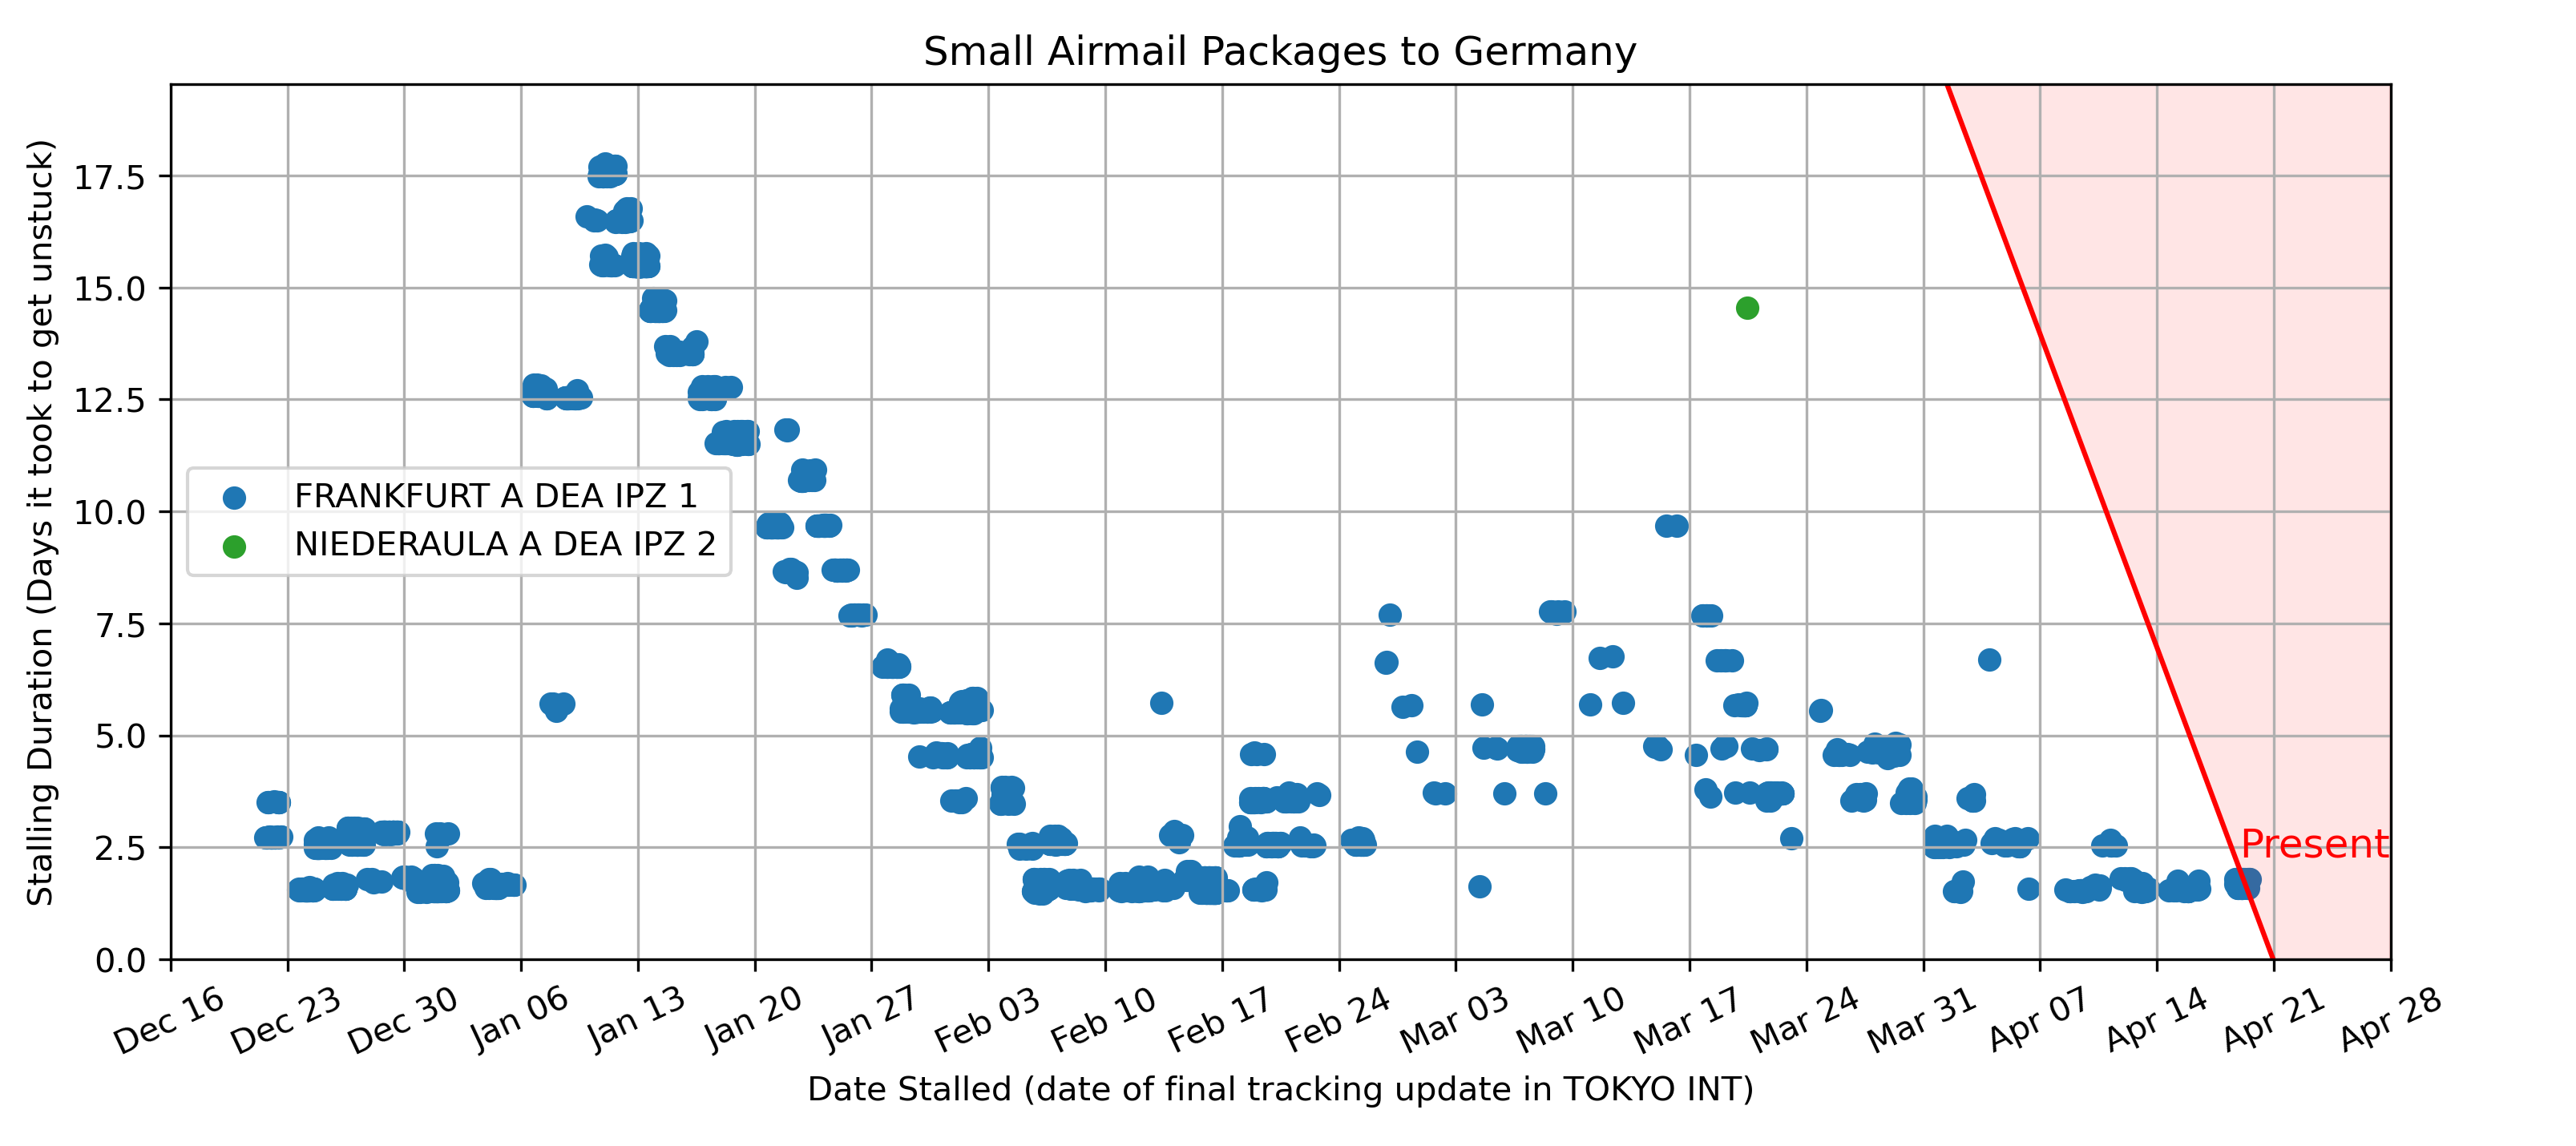 Small Airmail Packages to Germany
Stalling Duration (Days it took to get unstuck)
17.5
15.0
12.5
10.0
7.5
5.0
2.5
0.0
FRANKFURT A DEA IPZ 1
NIEDERAULA A DEA IPZ 2
Present
Dec 16
Dec 23
Dec 30
Jan 06
Jan 13
Jan 20
Jan 27
Feb 03
Feb 10
Feb 17
Feb 24
Mar 03
Mar 10
Mar 17
Mar 24
Mar 31
Apr 07
Apr 14
Apr 21
Apr 28
Date Stalled (date of final tracking update in TOKYO INT)